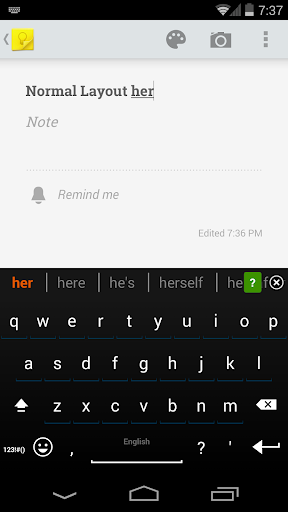 7:37
Normal Layout her
Note
Remind me
Edited 7:36 PM
her here he's herself he f ?
q w e r t y u i o p
a s d f g h j k l
z x c v b n m
123!#() , English ? '